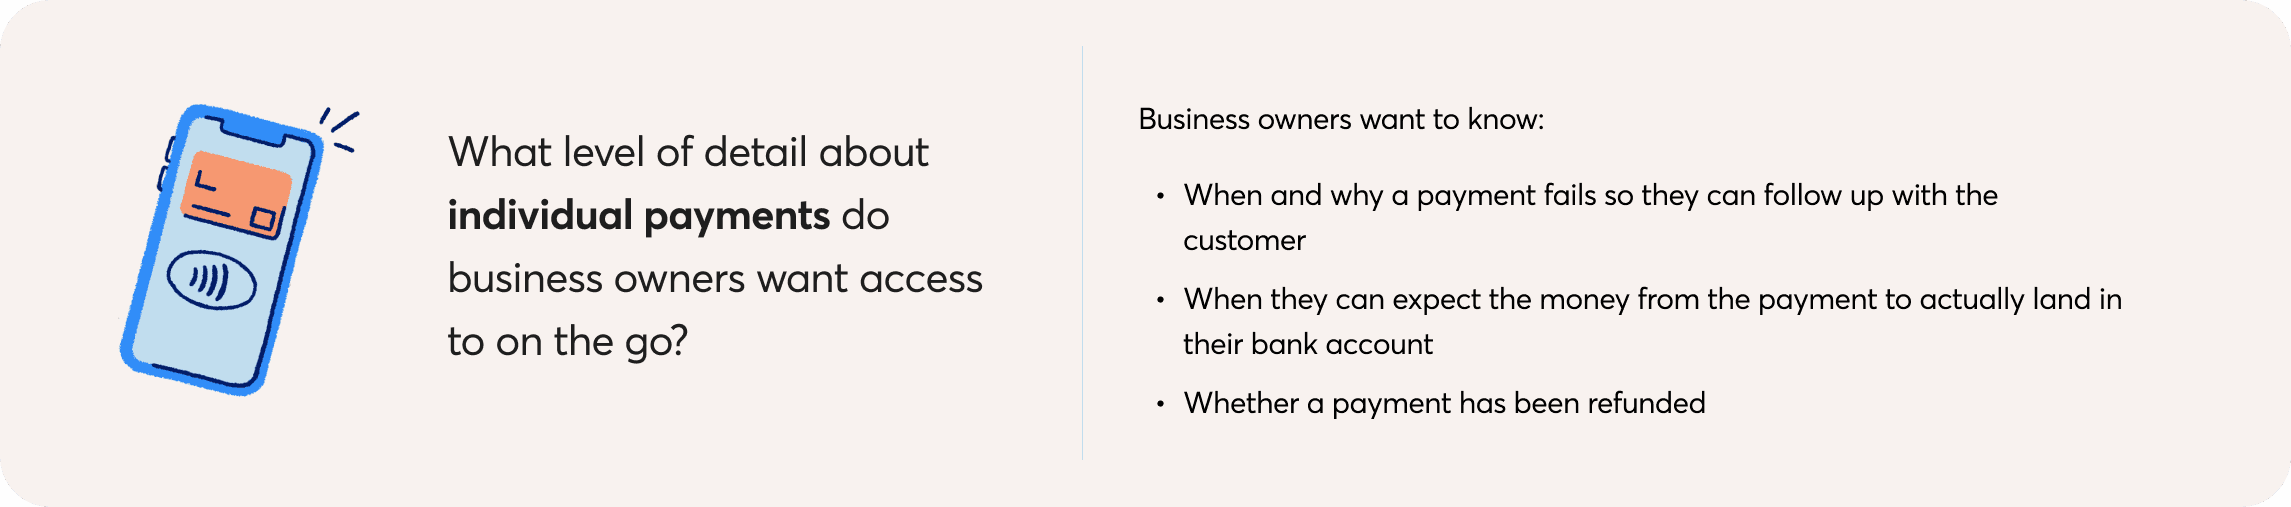 What level of detail about
individual payments do
business owners want access
to on the go?
Business owners want to know:
• When and why a payment fails so they can follow up with the
customer
• When they can expect the money from the payment to actually land in
their bank account
• Whether a payment has been refunded